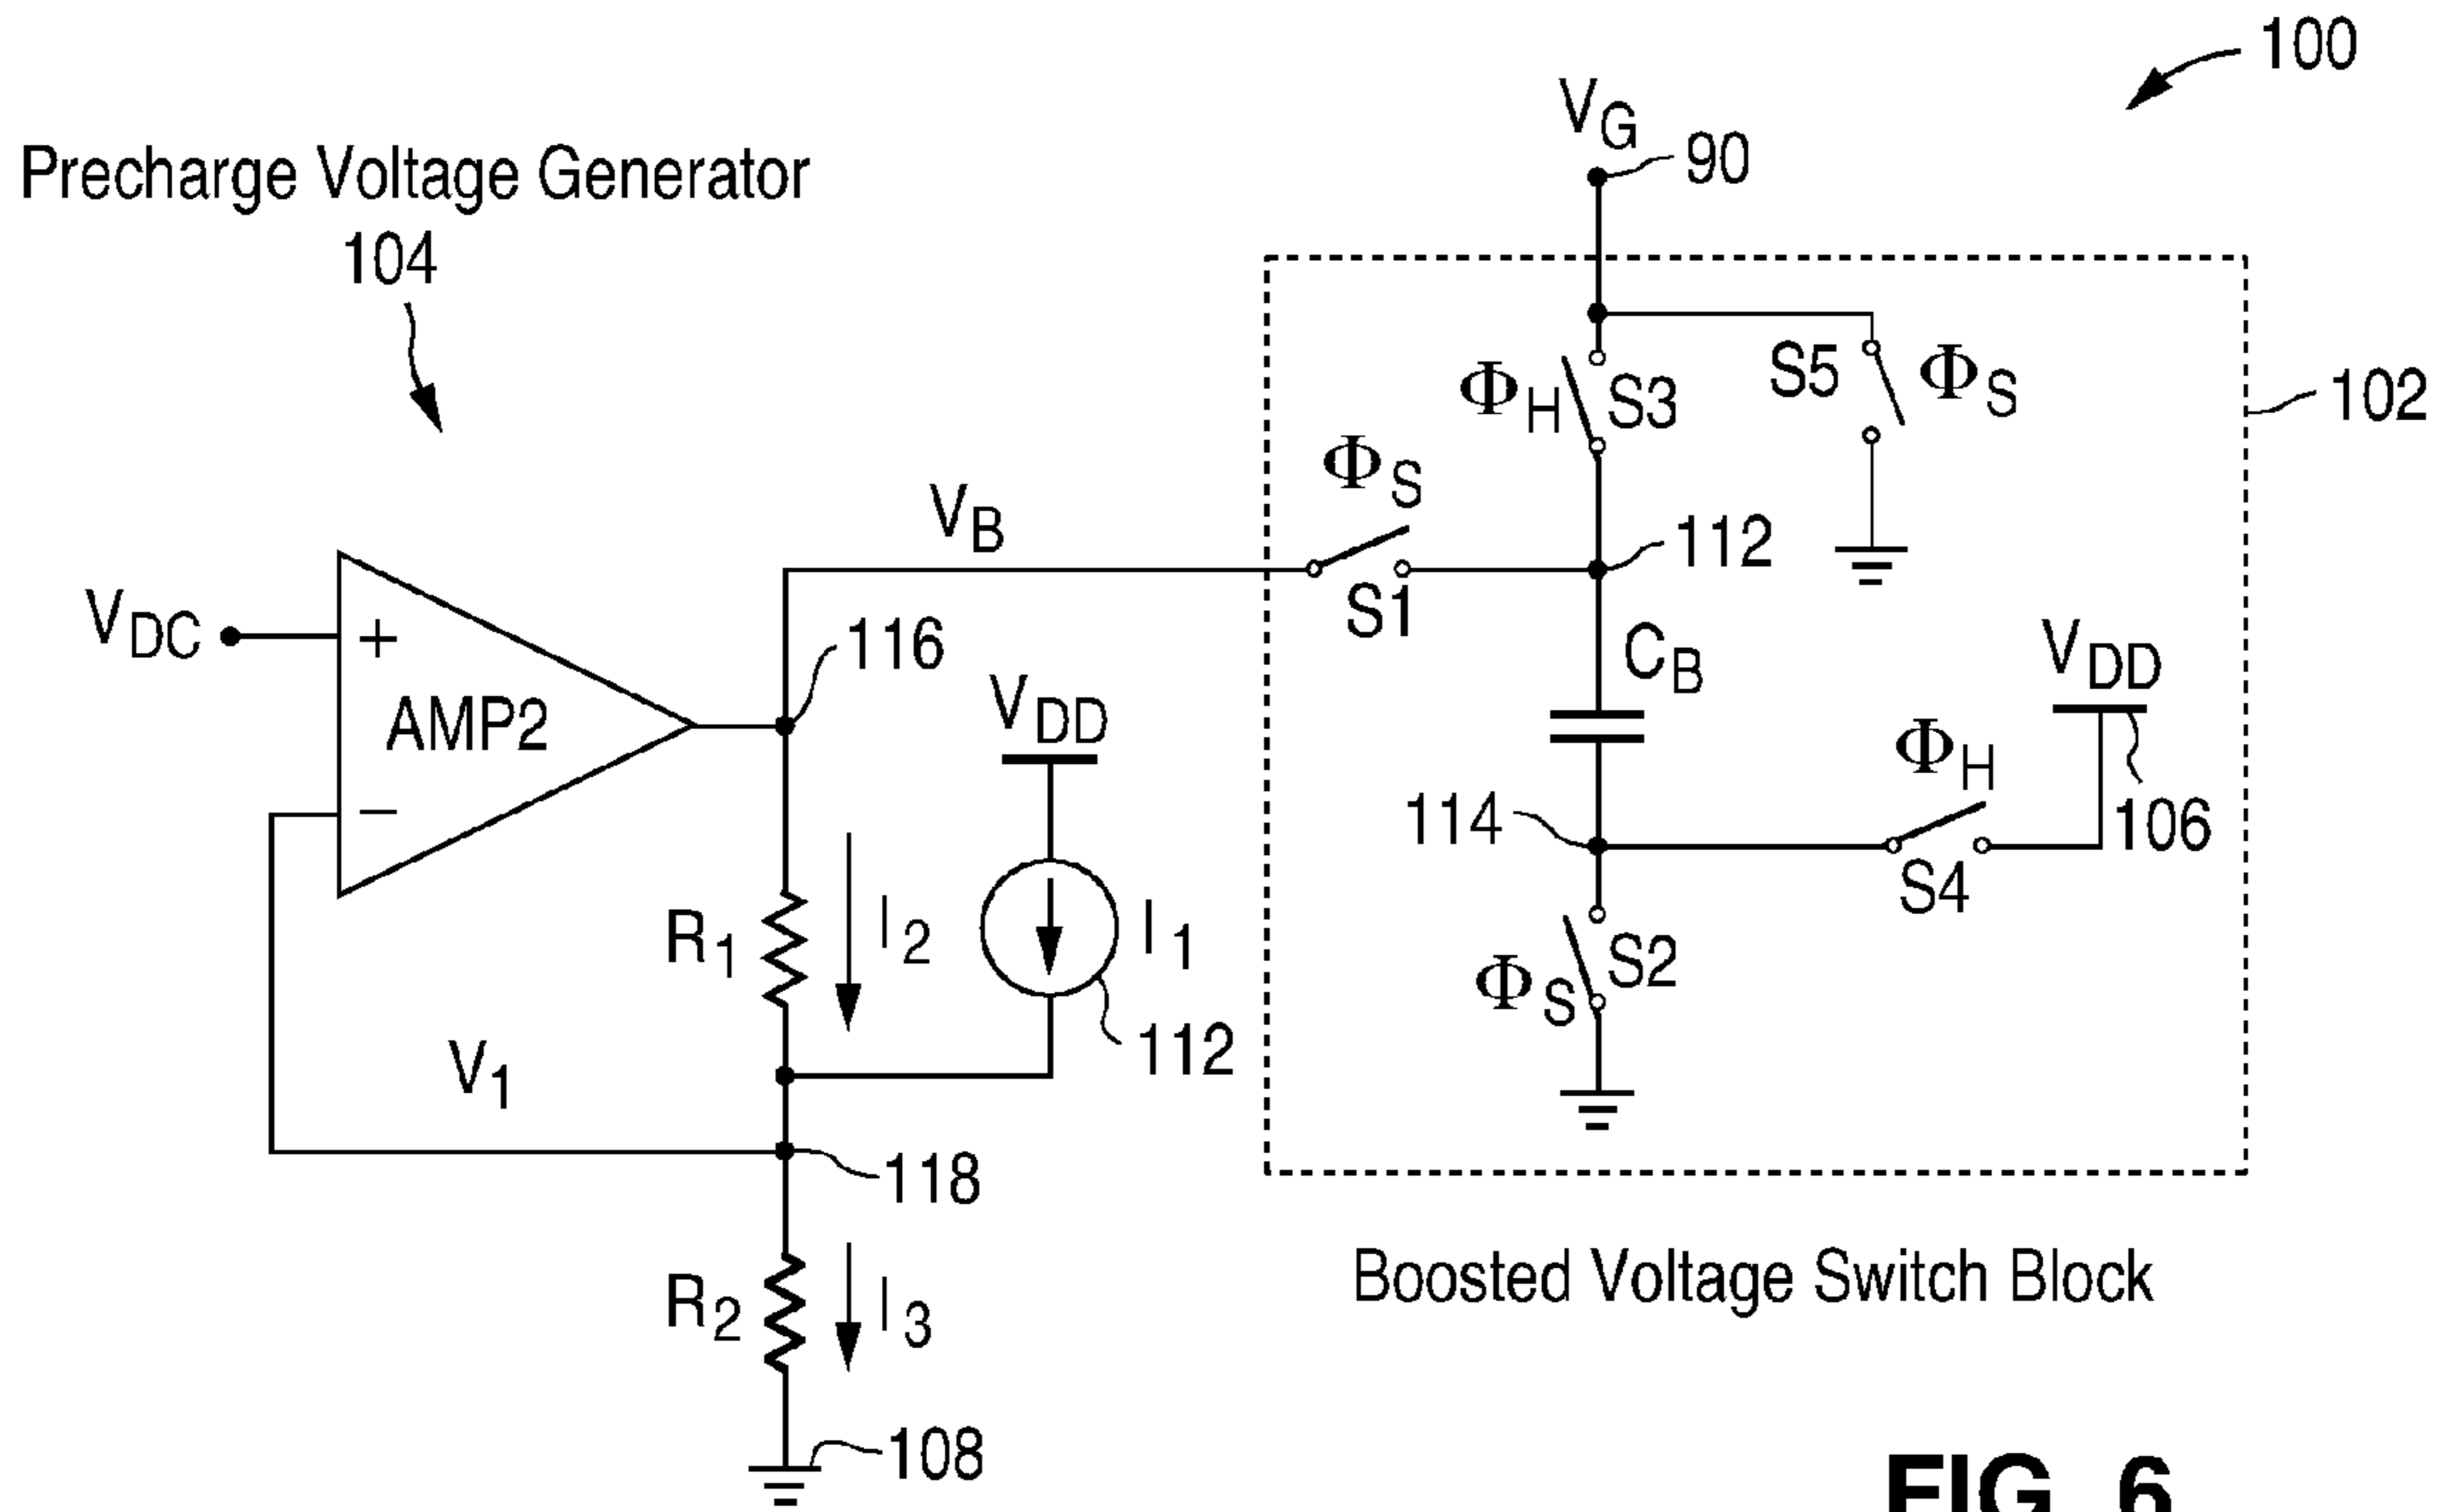 100
V_G
90
Precharge Voltage Generator
104
Φ_H
S3
S5
Φ_S
102
Φ_S
V_B
S1
112
V_DC
+
AMP2
−
116
V_DD
C_B
V_DD
Φ_H
106
114
S4
R_1
I_2
I_1
Φ_S
S2
112
V_1
118
R_2
I_3
Boosted Voltage Switch Block
108
FIG. 6